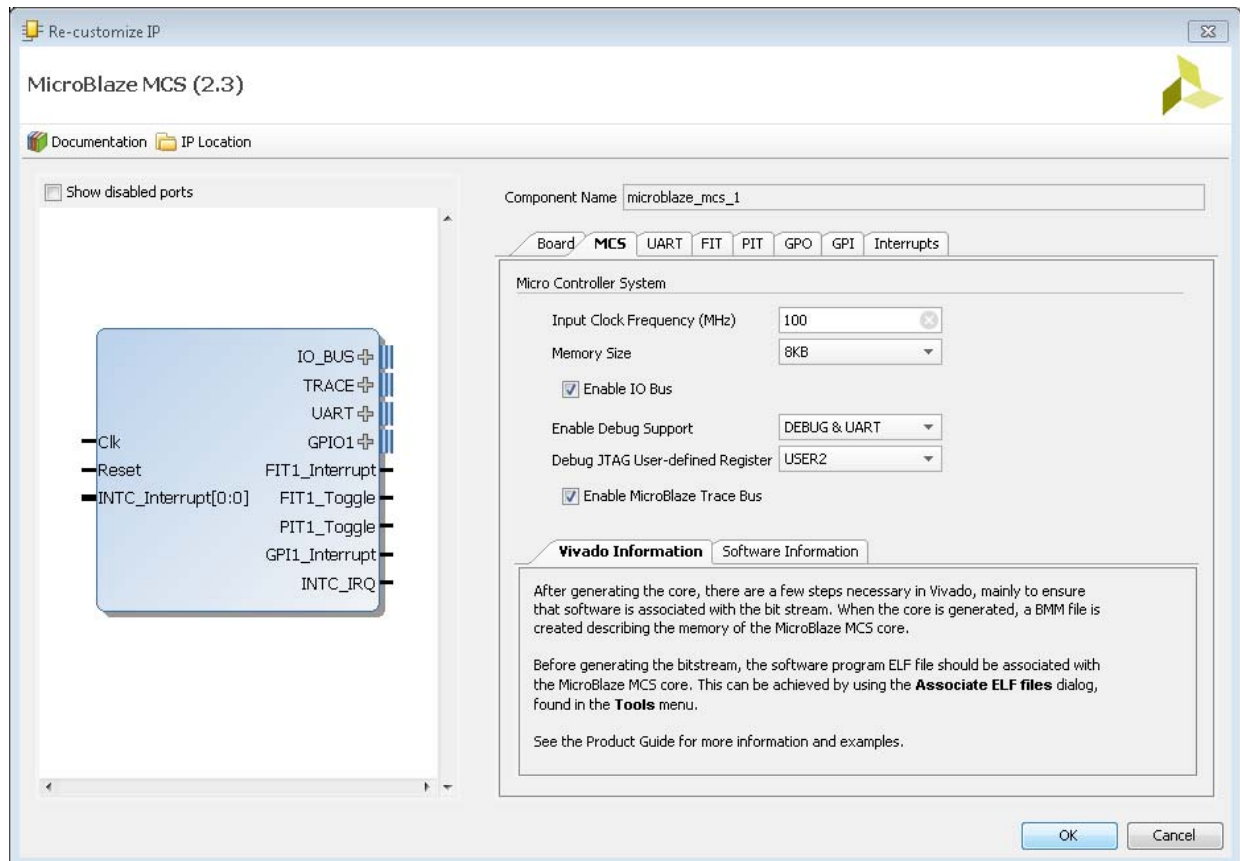 Re-customize IP
MicroBlaze MCS (2.3)
Documentation IP Location
Show disabled ports
IO_BUS
TRACE
UART
Clk GPIO1
Reset FIT1_Interrupt
INTC_Interrupt[0:0] FIT1_Toggle
PIT1_Toggle
GPI1_Interrupt
INTC_IRQ
Component Name microblaze_mcs_1
Board MCS UART FIT PIT GPO GPI Interrupts
Micro Controller System
Input Clock Frequency (MHz) 100
Memory Size 8KB
Enable IO Bus
Enable Debug Support DEBUG & UART
Debug JTAG User-defined Register USER2
Enable MicroBlaze Trace Bus
Vivado Information Software Information
After generating the core, there are a few steps necessary in Vivado, mainly to ensure
that software is associated with the bit stream. When the core is generated, a BMM file is
created describing the memory of the MicroBlaze MCS core.
Before generating the bitstream, the software program ELF file should be associated with
the MicroBlaze MCS core. This can be achieved by using the Associate ELF files dialog,
found in the Tools menu.
See the Product Guide for more information and examples.
OK Cancel